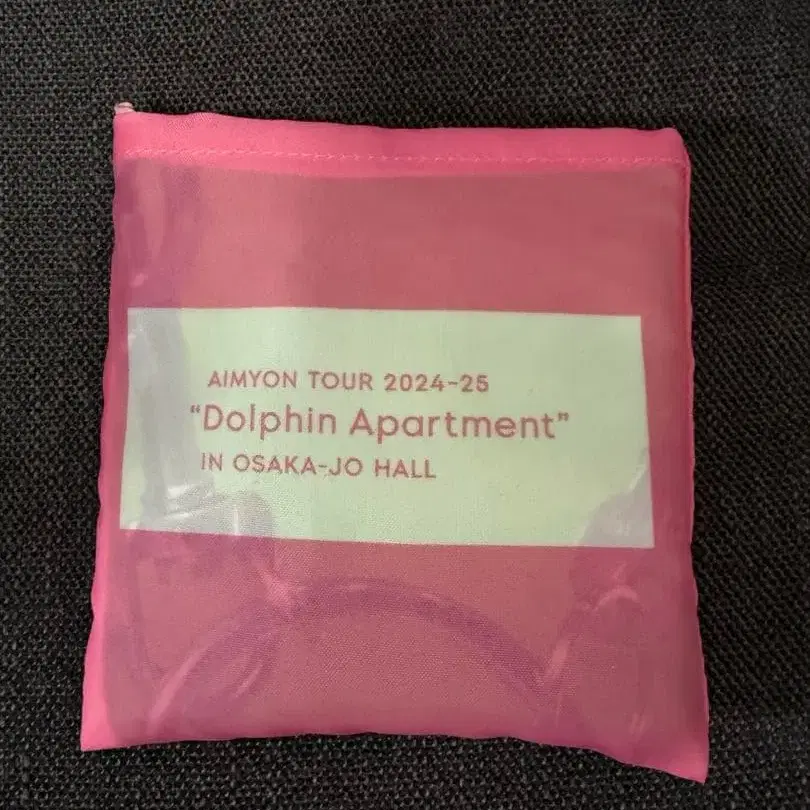 AIMYON TOUR 2024-25
"Dolphin Apartment"
IN OSAKA-JO HALL